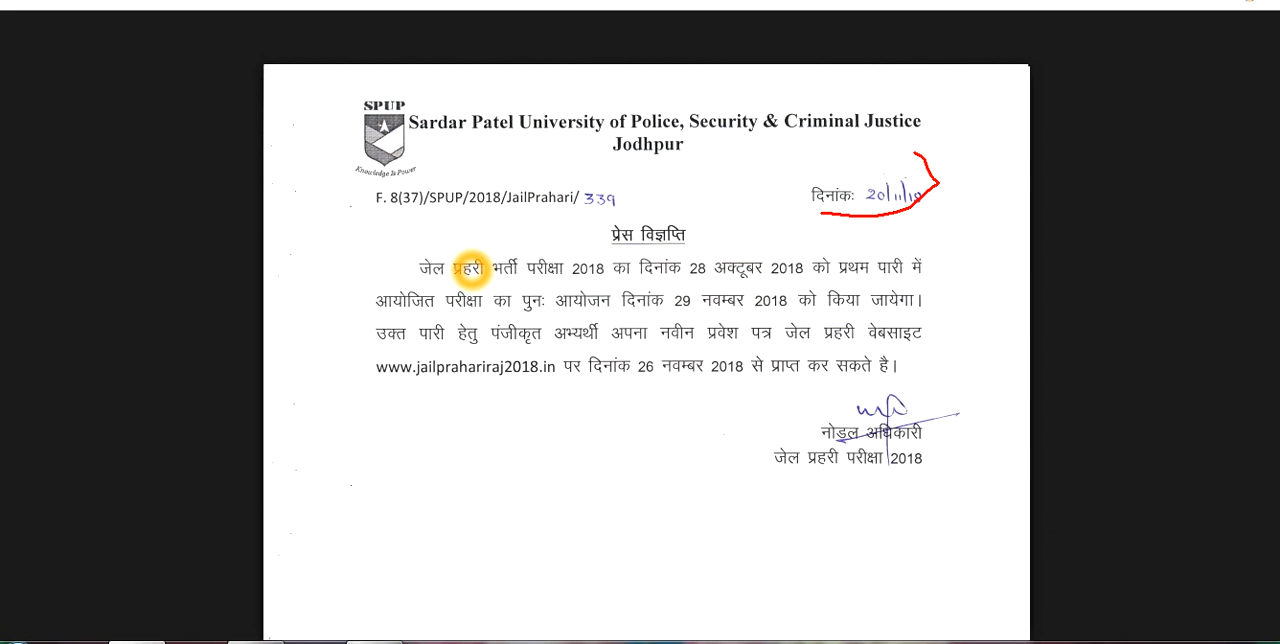 SPUP
Sardar Patel University of Police, Security & Criminal Justice
Jodhpur
Knowledge Is Power
F. 8(37)/SPUP/2018/JailPrahari/ 339
दिनांकः 20/11/18
प्रेस विज्ञप्ति
जेल प्रहरी भर्ती परीक्षा 2018 का दिनांक 28 अक्टूबर 2018 को प्रथम पारी में
आयोजित परीक्षा का पुनः आयोजन दिनांक 29 नवम्बर 2018 को किया जायेगा।
उक्त पारी हेतु पंजीकृत अभ्यर्थी अपना नवीन प्रवेश पत्र जेल प्रहरी वेबसाइट
www.jailprahariraj2018.in पर दिनांक 26 नवम्बर 2018 से प्राप्त कर सकते है।
नोडल अधिकारी
जेल प्रहरी परीक्षा 2018